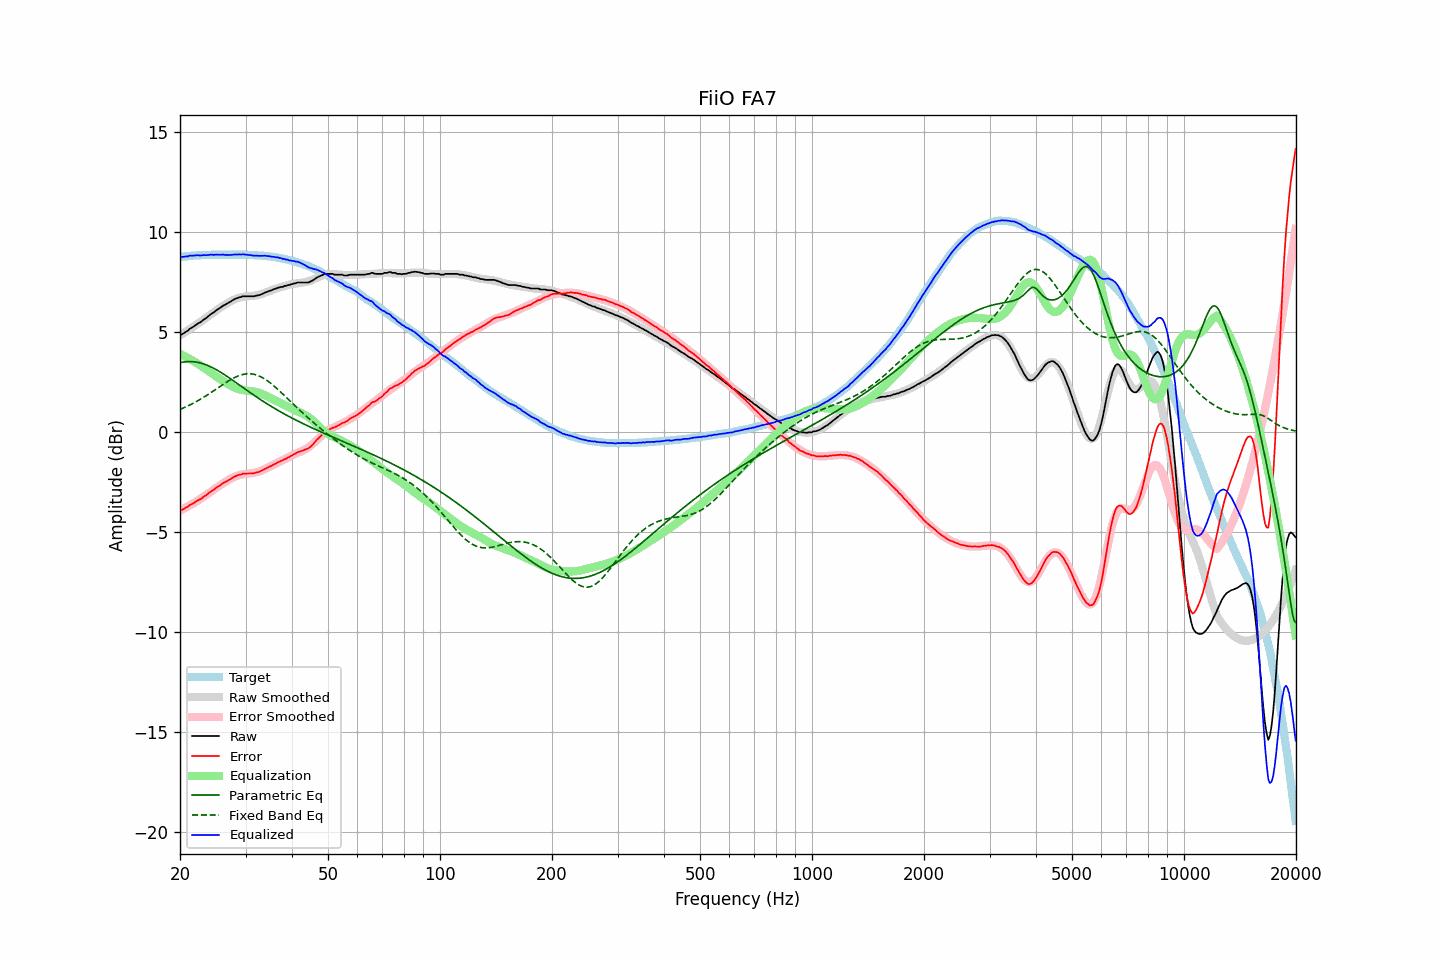 FiiO FA7
Amplitude (dBr)
15
10
5
0
−5
−10
−15
−20
Target
Raw Smoothed
Error Smoothed
Raw
Error
Equalization
Parametric Eq
Fixed Band Eq
Equalized
20 50 100 200 500 1000 2000 5000 10000 20000
Frequency (Hz)